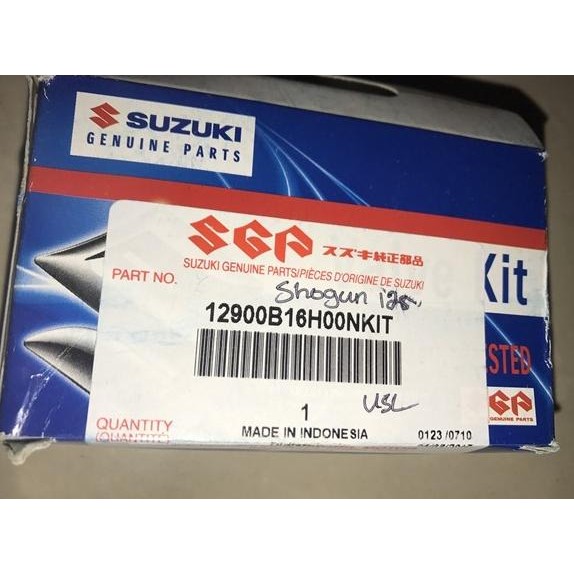 SUZUKI
GENUINE PARTS
SGP スズキ純正部品
SUZUKI GENUINE PARTS/PIÈCES D'ORIGINE DE SUZUKI
PART NO.
Shogun 125
12900B16H00NKIT
Kit
USL
QUANTITY
(QUANTITÉ)
1
MADE IN INDONESIA
0123 /0710
SGP
GENUINE PARTS